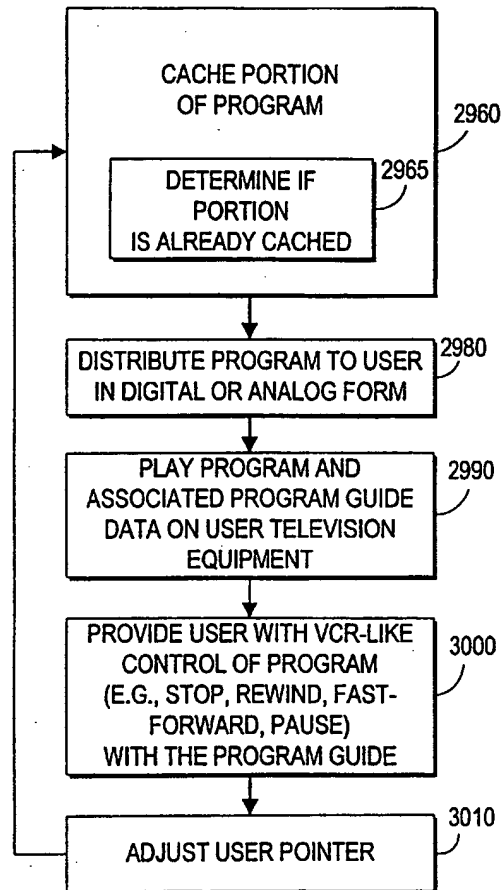 CACHE PORTION
OF PROGRAM
2960
2965
DETERMINE IF
PORTION
IS ALREADY CACHED
2980
DISTRIBUTE PROGRAM TO USER
IN DIGITAL OR ANALOG FORM
2990
PLAY PROGRAM AND
ASSOCIATED PROGRAM GUIDE
DATA ON USER TELEVISION
EQUIPMENT
PROVIDE USER WITH VCR-LIKE
CONTROL OF PROGRAM
(E.G., STOP, REWIND, FAST-
FORWARD, PAUSE)
WITH THE PROGRAM GUIDE
3000
3010
ADJUST USER POINTER